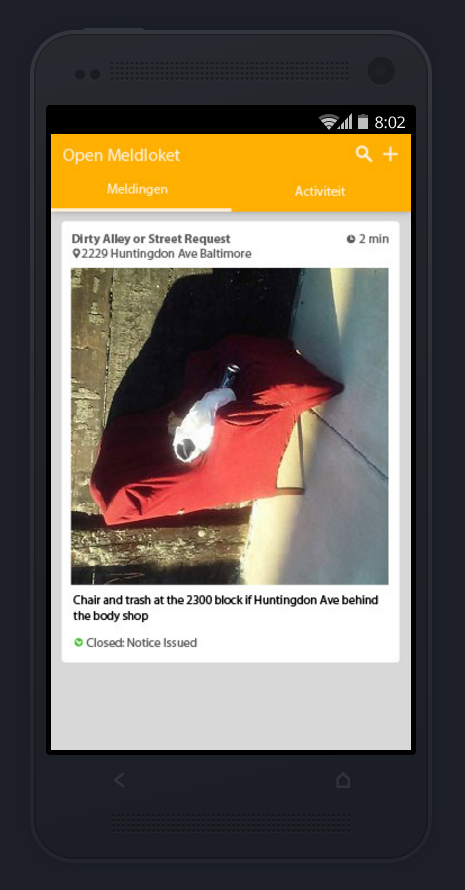 8:02
Open Meldloket
Meldingen
Activiteit
Dirty Alley or Street Request
2 min
2229 Huntingdon Ave Baltimore
Chair and trash at the 2300 block if Huntingdon Ave behind
the body shop
Closed: Notice Issued